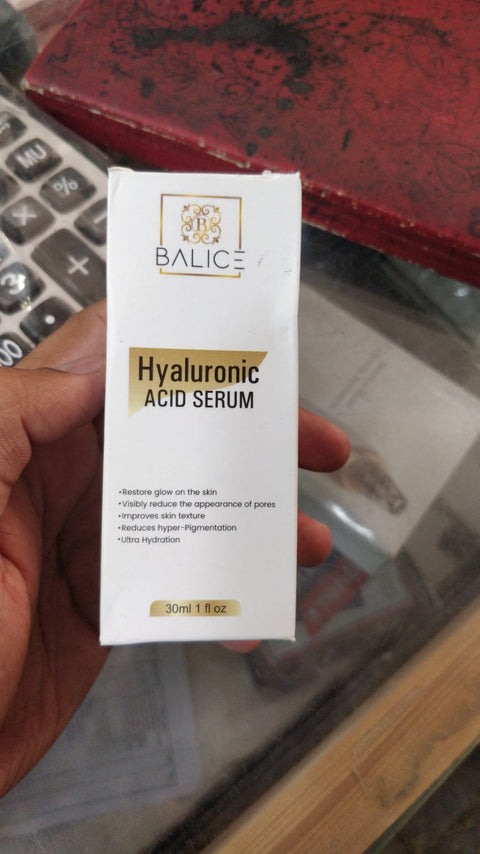 MU
%
B
BALICE
Hyaluronic
ACID SERUM
•Restore glow on the skin
•Visibly reduce the appearance of pores
•Improves skin texture
•Reduces hyper-Pigmentation
•Ultra Hydration
30ml 1 fl oz